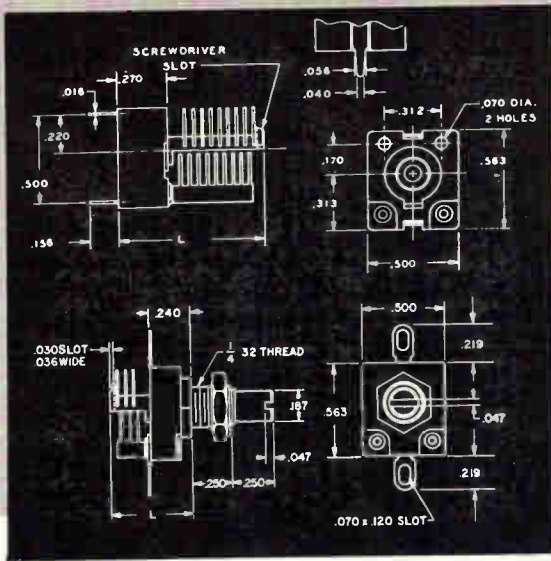 SCREWDRIVER
SLOT
.270
.016
.220
.500
.156
L
.056
.040
.312
.070 DIA.
2 HOLES
.170
.313
.563
.500
.240
.030 SLOT
.036 WIDE
1/4 32 THREAD
.187
.047
.250 .250
L
.500
.219
.563
.047
.219
.070 x .120 SLOT